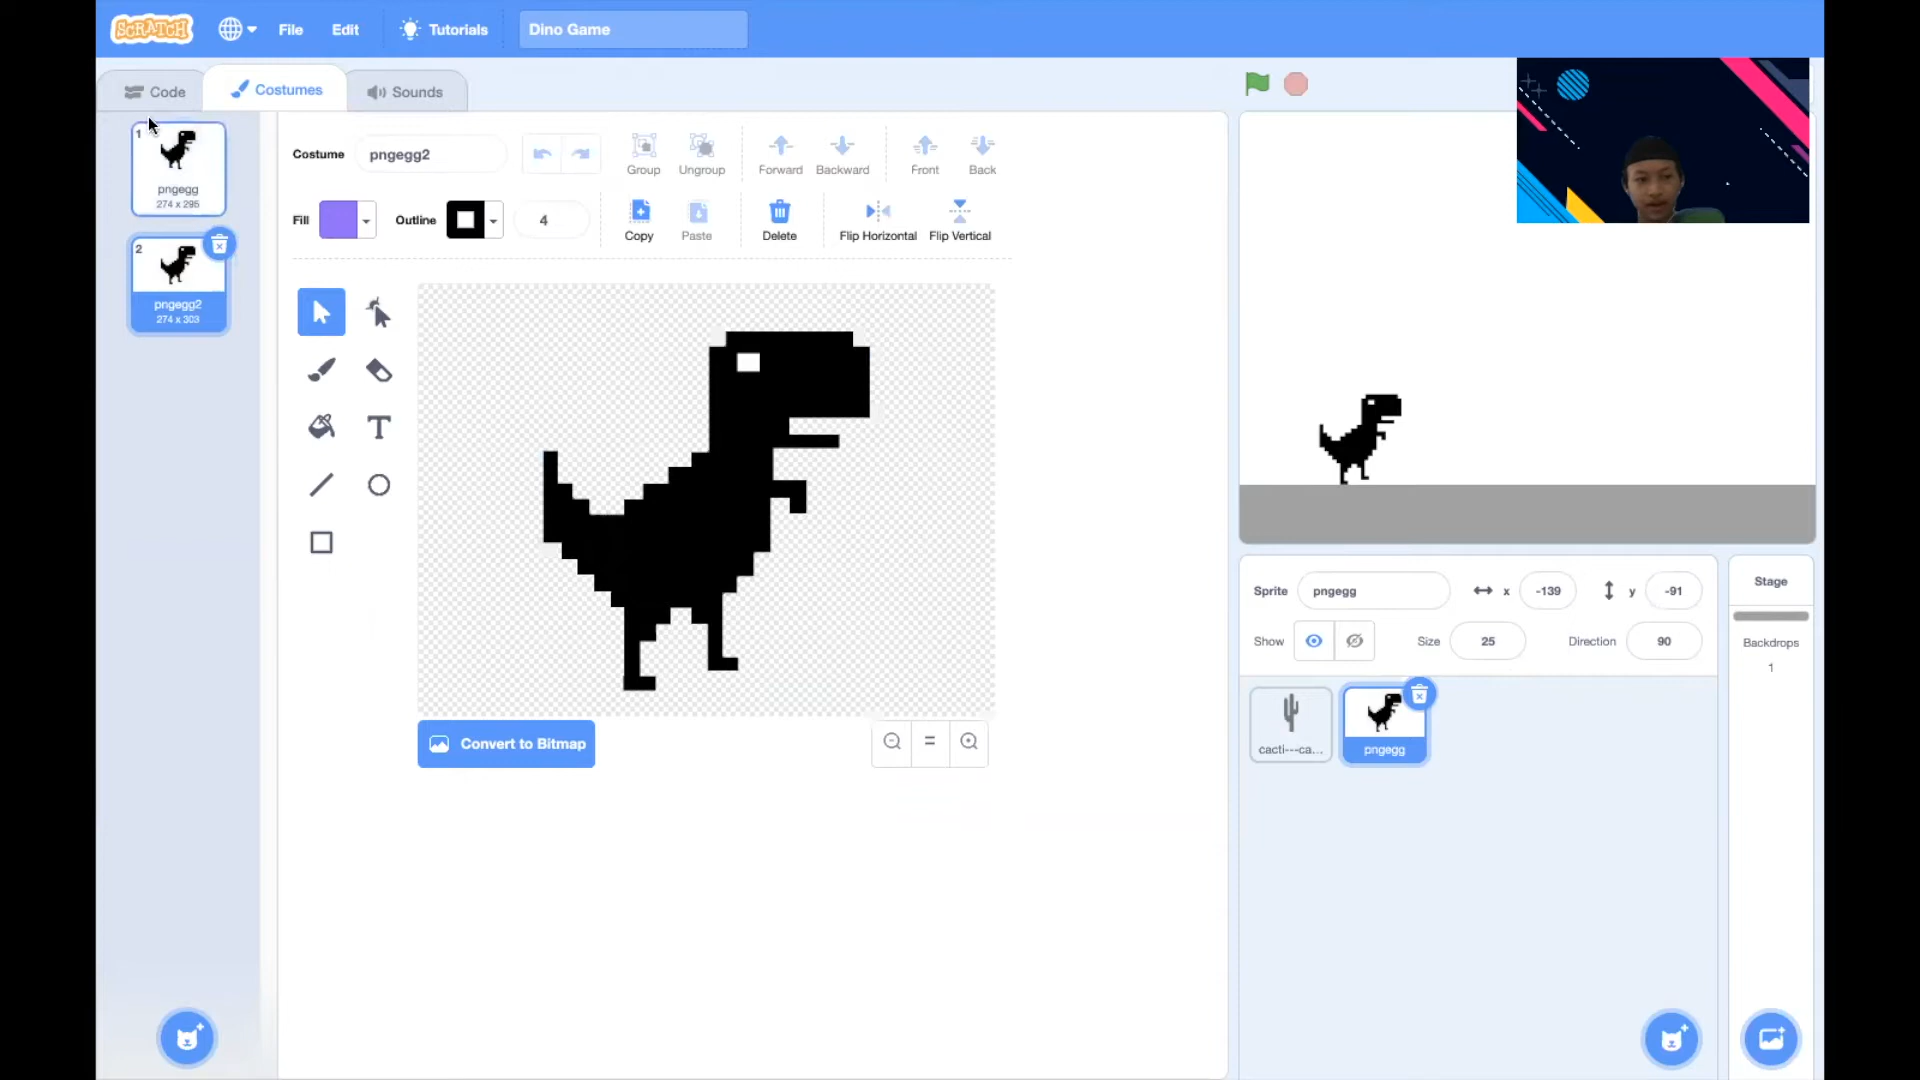 SCRATCH File Edit Tutorials Dino Game
Code Costumes Sounds
1
pngegg
274 x 295
2
pngegg2
274 x 303
Costume pngegg2
Group Ungroup Forward Backward Front Back
Fill Outline 4
Copy Paste Delete Flip Horizontal Flip Vertical
T
Convert to Bitmap
=
Sprite pngegg x -139 y -91
Show Size 25 Direction 90
cacti---ca...
pngegg
Stage
Backdrops
1